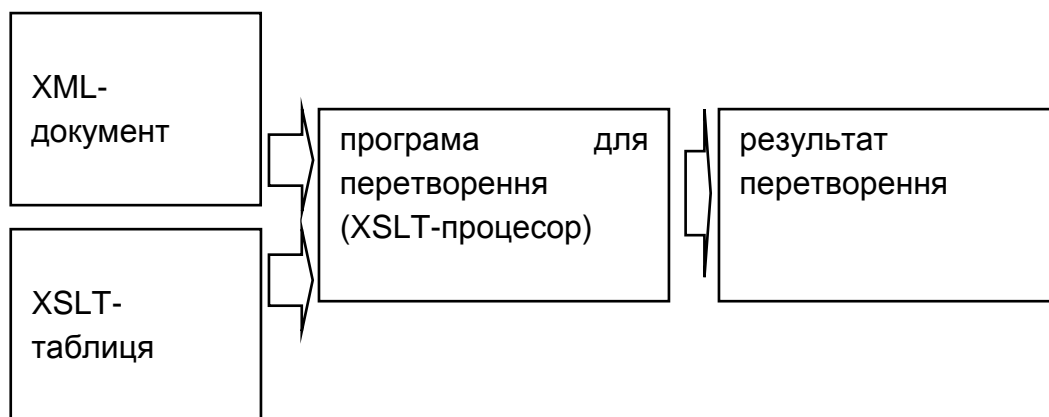 XML-
документ
XSLT-
таблиця
програма для
перетворення
(XSLT-процесор)
результат
перетворення